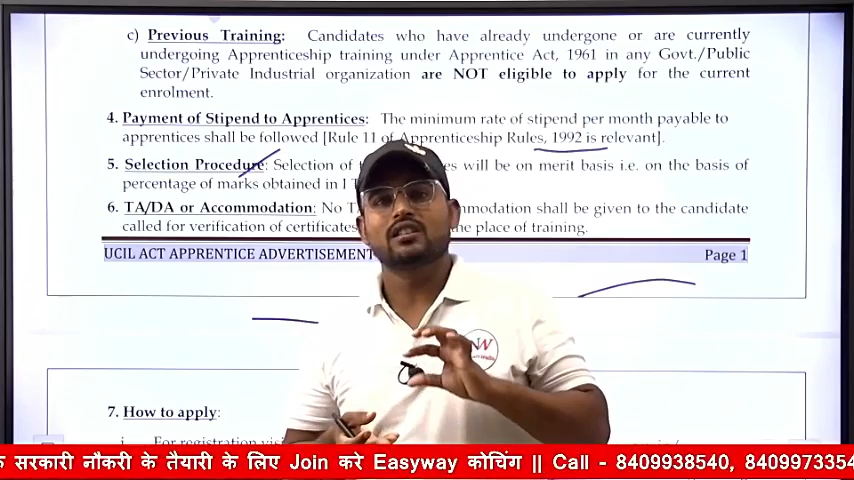 c) Previous Training: Candidates who have already undergone or are currently
undergoing Apprenticeship training under Apprentice Act, 1961 in any Govt./Public
Sector/Private Industrial organization are NOT eligible to apply for the current
enrolment.
4. Payment of Stipend to Apprentices: The minimum rate of stipend per month payable to
apprentices shall be followed [Rule 11 of Apprenticeship Rules, 1992 is relevant].
5. Selection Procedure: Selection of will be on merit basis i.e. on the basis of
percentage of marks obtained in I
6. TA/DA or Accommodation: No shall be given to the candidate
called for verification of certificates the place of training.
UCIL ACT APPRENTICE ADVERTISEMENT
Page 1
7. How to apply:
i. For registration
सरकारी नौकरी के तैयारी के लिए Join करे Easyway कोचिंग || Call - 8409938540, 8409973354